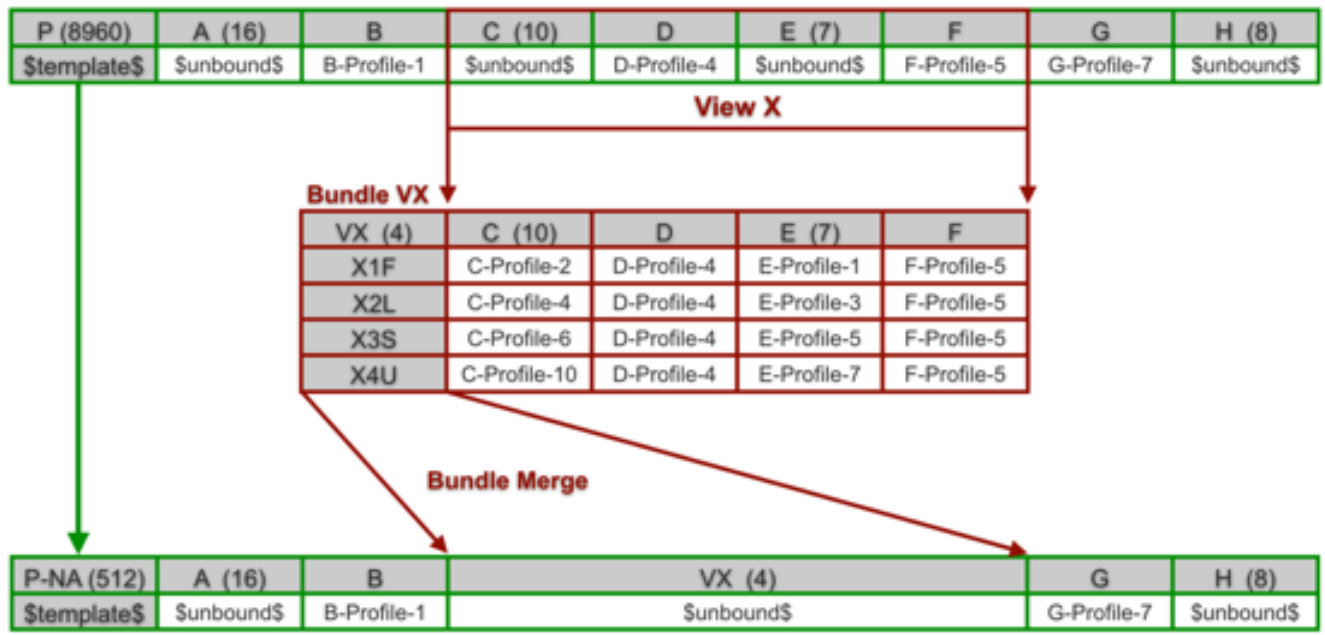 P (8960) A (16) B C (10) D E (7) F G H (8)
$template$ $unbound$ B-Profile-1 $unbound$ D-Profile-4 $unbound$ F-Profile-5 G-Profile-7 $unbound$
View X
Bundle VX
VX (4) C (10) D E (7) F
X1F C-Profile-2 D-Profile-4 E-Profile-1 F-Profile-5
X2L C-Profile-4 D-Profile-4 E-Profile-3 F-Profile-5
X3S C-Profile-6 D-Profile-4 E-Profile-5 F-Profile-5
X4U C-Profile-10 D-Profile-4 E-Profile-7 F-Profile-5
Bundle Merge
P-NA (512) A (16) B VX (4) G H (8)
$template$ $unbound$ B-Profile-1 $unbound$ G-Profile-7 $unbound$